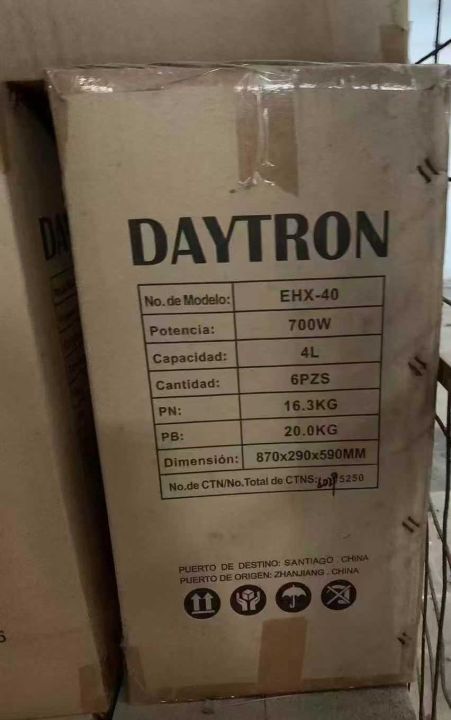 DAYTRON
No. de Modelo: EHX-40
Potencia: 700W
Capacidad: 4L
Cantidad: 6PZS
PN: 16.3KG
PB: 20.0KG
Dimensión: 870x290x590MM
No.de CTN/No.Total de CTNS: 5250
PUERTO DE DESTINO: SANTIAGO . CHINA
PUERTO DE ORIGEN: ZHANJIANG . CHINA